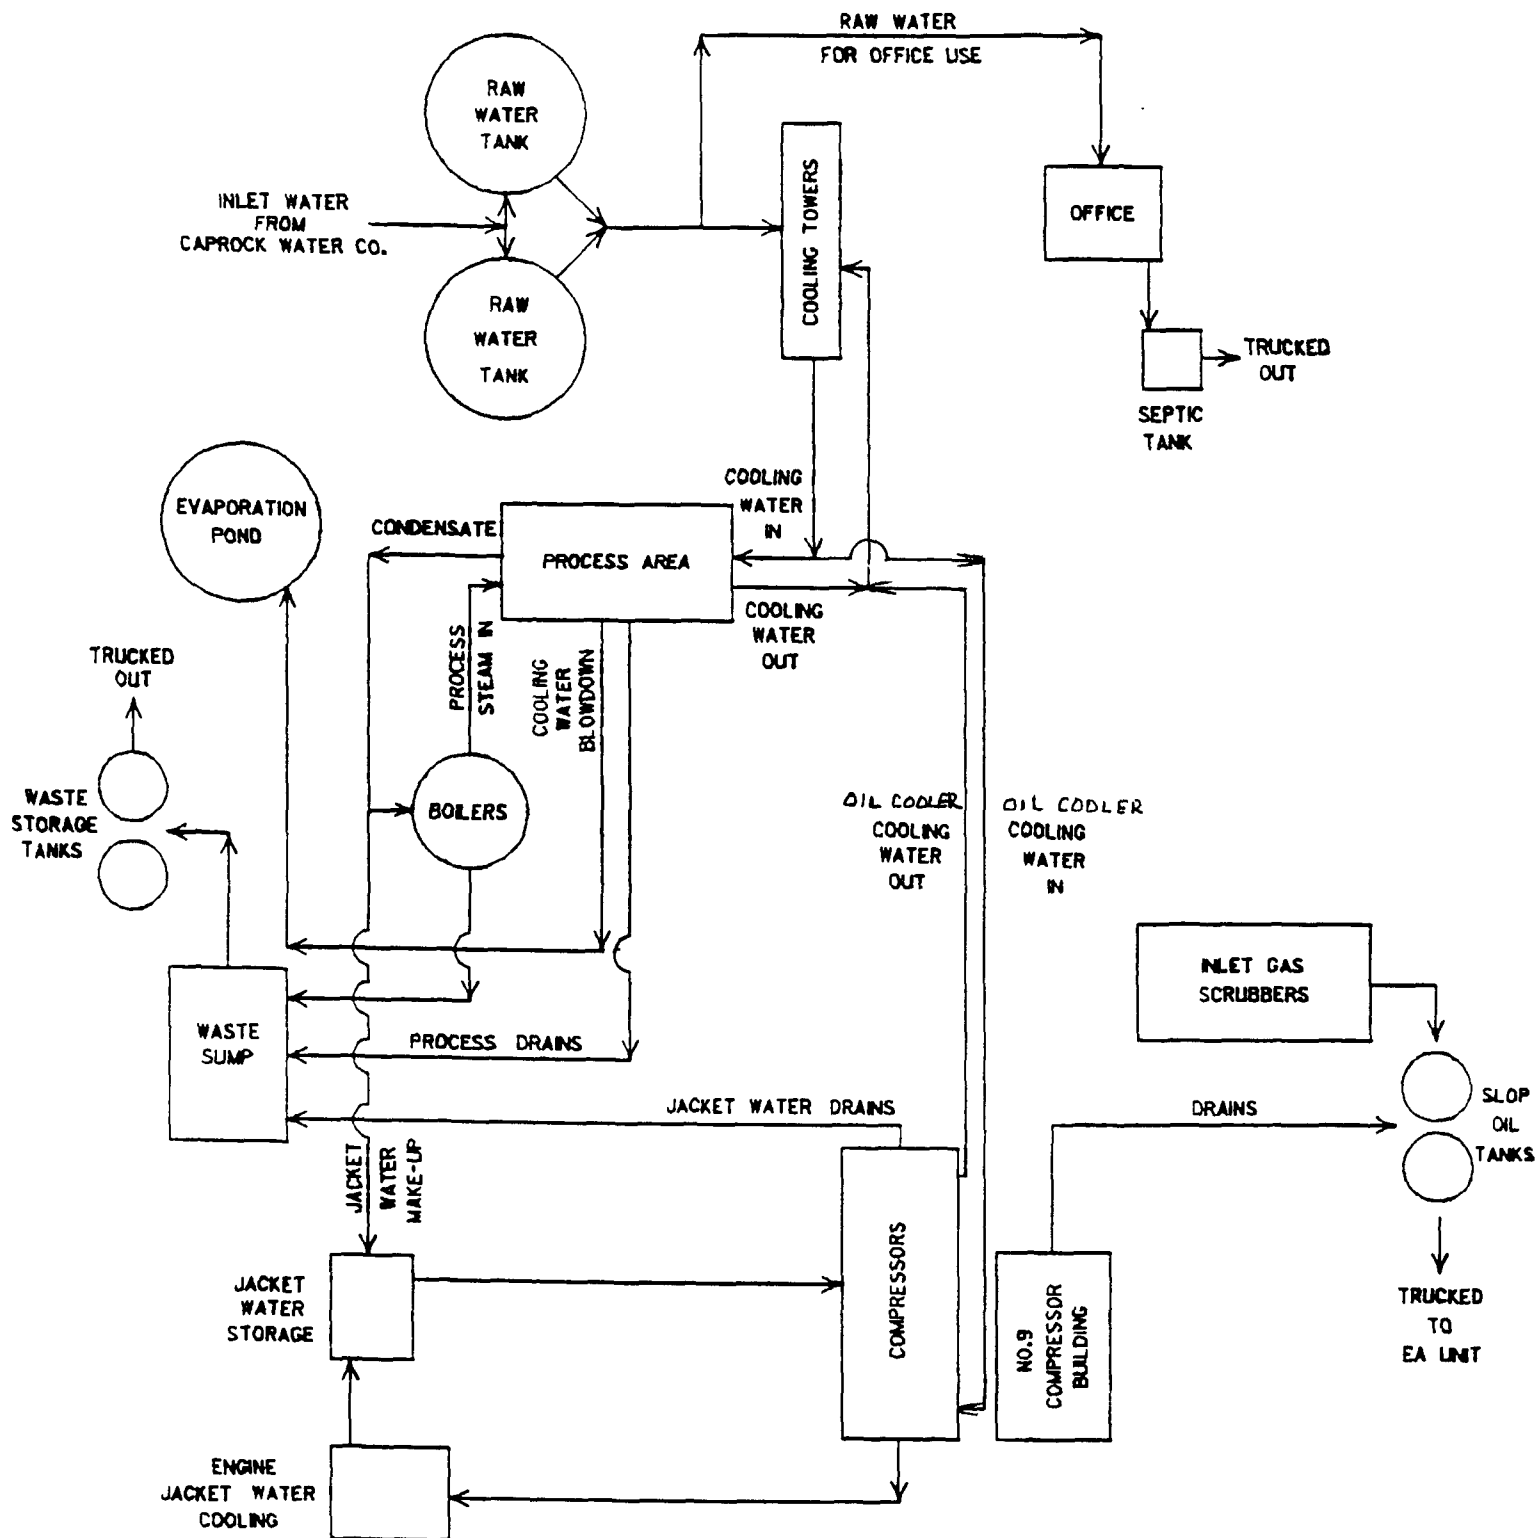 RAW WATER
FOR OFFICE USE
RAW
WATER
TANK
INLET WATER
FROM
CAPROCK WATER CO.
COOLING TOWERS
OFFICE
RAW
WATER
TANK
TRUCKED
OUT
SEPTIC
TANK
EVAPORATION
POND
CONDENSATE
COOLING
WATER
IN
PROCESS AREA
COOLING
WATER
OUT
PROCESS
STEAM IN
COOLING
WATER
BLOWDOWN
TRUCKED
OUT
WASTE
STORAGE
TANKS
BOILERS
OIL COOLER
COOLING
WATER
OUT
OIL COOLER
COOLING
WATER
IN
INLET GAS
SCRUBBERS
WASTE
SUMP
PROCESS DRAINS
JACKET WATER DRAINS
DRAINS
SLOP
OIL
TANKS
JACKET
WATER
MAKE-UP
JACKET
WATER
STORAGE
COMPRESSORS
NO.9
COMPRESSOR
BUILDING
TRUCKED
TO
EA UNIT
ENGINE
JACKET WATER
COOLING